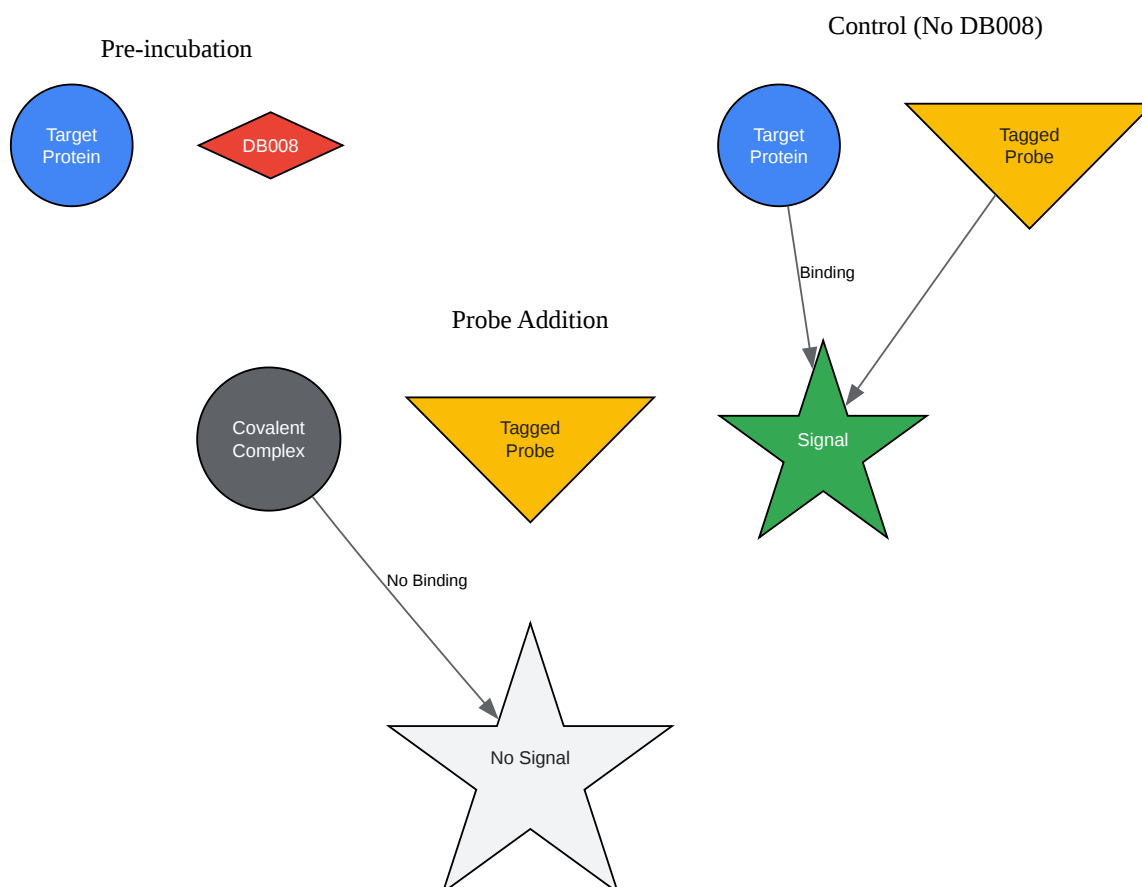 Control (No DB008)
Pre-incubation
Target
Protein
DB008
Target
Protein
Tagged
Probe
Binding
Probe Addition
Covalent
Complex
Tagged
Probe
Signal
No Binding
No Signal